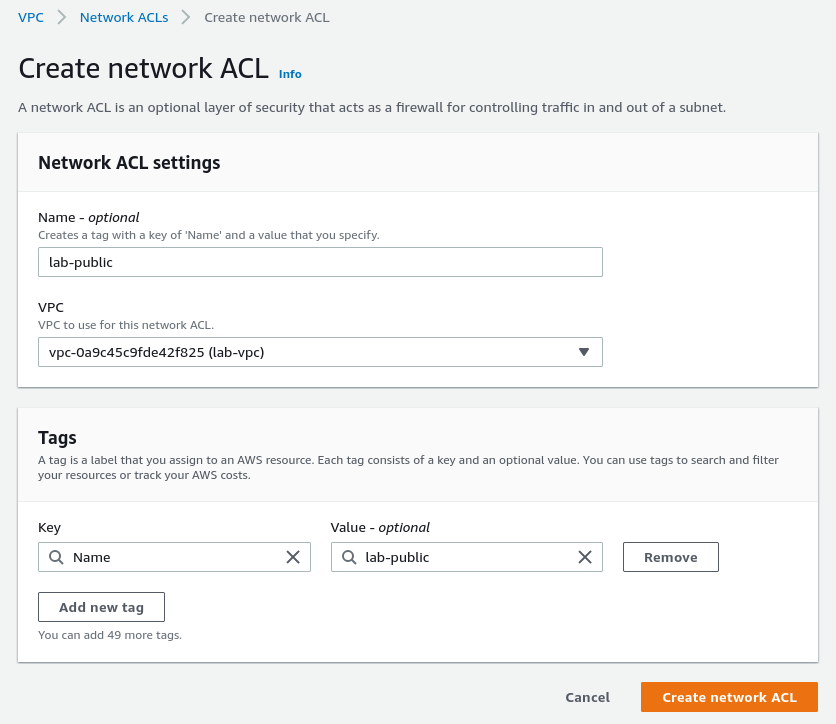 VPC > Network ACLs > Create network ACL
Create network ACL Info
A network ACL is an optional layer of security that acts as a firewall for controlling traffic in and out of a subnet.
Network ACL settings
Name - optional
Creates a tag with a key of 'Name' and a value that you specify.
lab-public
VPC
VPC to use for this network ACL.
vpc-0a9c45c9fde42f825 (lab-vpc)
Tags
A tag is a label that you assign to an AWS resource. Each tag consists of a key and an optional value. You can use tags to search and filter
your resources or track your AWS costs.
Key Value - optional
Name lab-public Remove
Add new tag
You can add 49 more tags.
Cancel Create network ACL